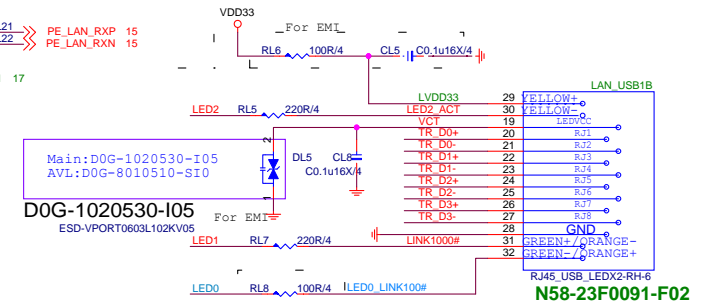 VDD33
L21 PE_LAN_RXP 15
L22 PE_LAN_RXN 15
For EMI
RL6 100R/4 CL5 C0.1u16X/4
17
LAN_USB1B
LVDD33 29 YELLOW+
LED2 RL5 220R/4 LED2_ACT 30 YELLOW-
VCT 19 LEDVCC
TR_D0+ 20 RJ1
TR_D0- 21 RJ2
TR_D1+ 22 RJ3
TR_D1- 23 RJ4
TR_D2+ 24 RJ5
TR_D2- 25 RJ6
TR_D3+ 26 RJ7
TR_D3- 27 RJ8
28 GND
2
Main:D0G-1020530-I05
AVL:D0G-8010510-SI0
DL5 CL8
C0.1u16X/4
1
D0G-1020530-I05
For EMI
ESD-VPORT0603L102KV05
LED1 RL7 220R/4 LINK1000# 31 GREEN+/ORANGE-
32 GREEN-/ORANGE+
LED0 RL8 100R/4 LED0_LINK100#
RJ45_USB_LEDX2-RH-6
N58-23F0091-F02